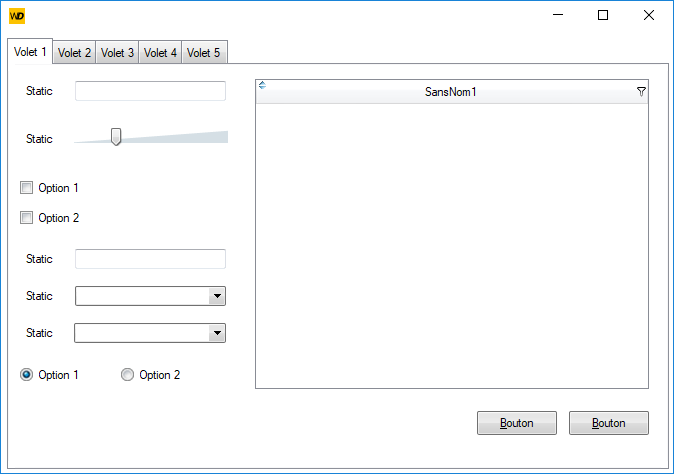 WD
Volet 1 Volet 2 Volet 3 Volet 4 Volet 5
Static
SansNom1
Static
Option 1
Option 2
Static
Static
Static
Option 1 Option 2
Bouton Bouton